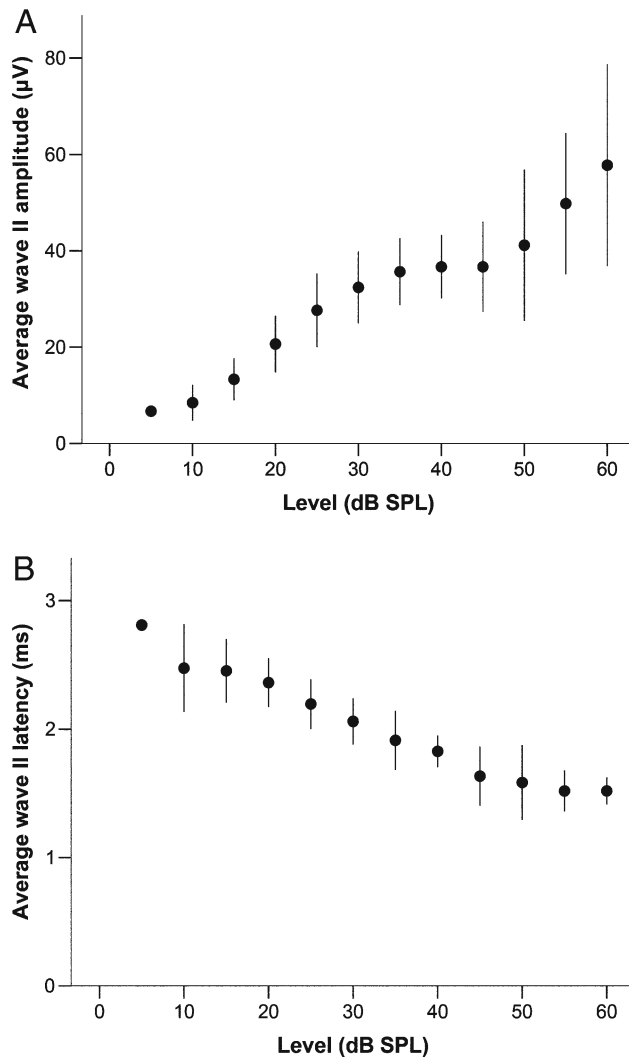 A
Average wave II amplitude (µV)
80
60
40
20
0
0 10 20 30 40 50 60
Level (dB SPL)
B
Average wave II latency (ms)
3
2
1
0
0 10 20 30 40 50 60
Level (dB SPL)